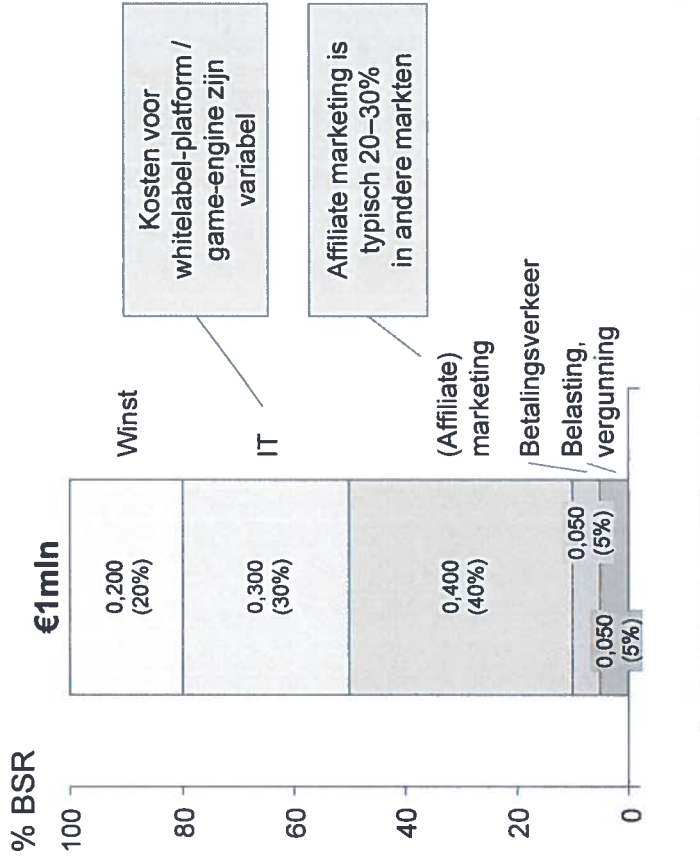 % BSR
€1mln
100
80
60
40
20
0
0,200
(20%)
0,300
(30%)
0,400
(40%)
0,050
(5%)
0,050
(5%)
Winst
IT
(Affiliate)
marketing
Betalingsverkeer
Belasting,
vergunning
Kosten voor
whitelabel-platform /
game-engine zijn
variabel
Affiliate marketing is
typisch 20–30%
in andere markten